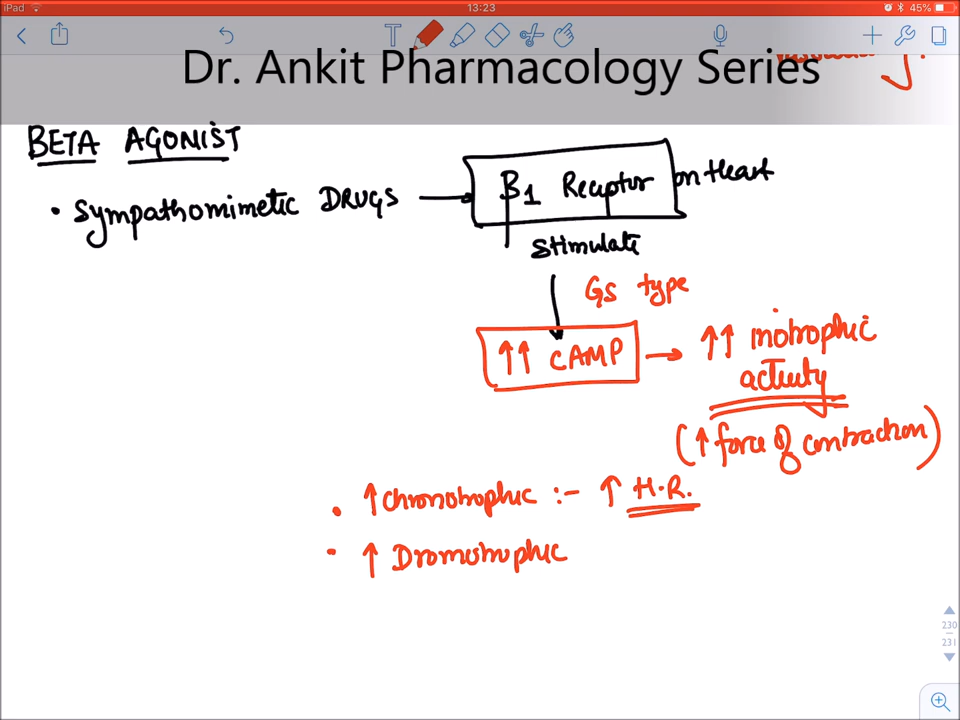 iPad 13:23 45%
T
Dr. Ankit Pharmacology Series
BETA AGONIST
• Sympathomimetic DRUGS → B1 Receptor on Heart
stimulate
Gs type
↑↑ cAMP → ↑↑ inotrophic
activity
(↑ force of contraction)
• ↑ chronotrophic :- ↑ H.R.
• ↑ Dromotrophic
230
231